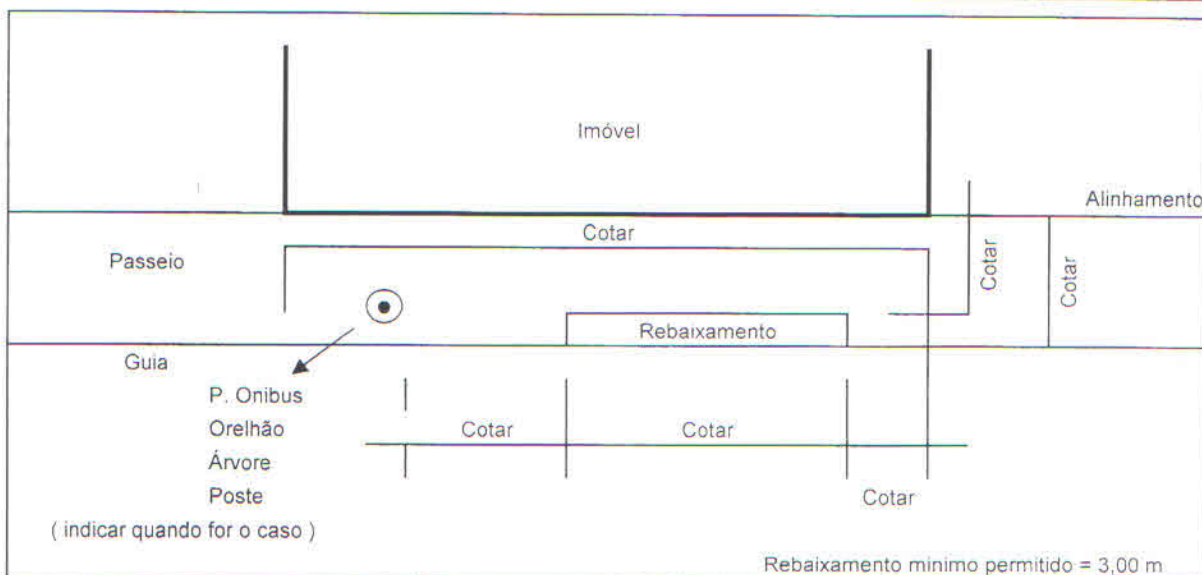 Imóvel
Alinhamento
Cotar
Passeio
Cotar
Cotar
Rebaixamento
Guia
P. Onibus
Orelhão
Cotar
Cotar
Árvore
Poste
Cotar
( indicar quando for o caso )
Rebaixamento minimo permitido = 3,00 m